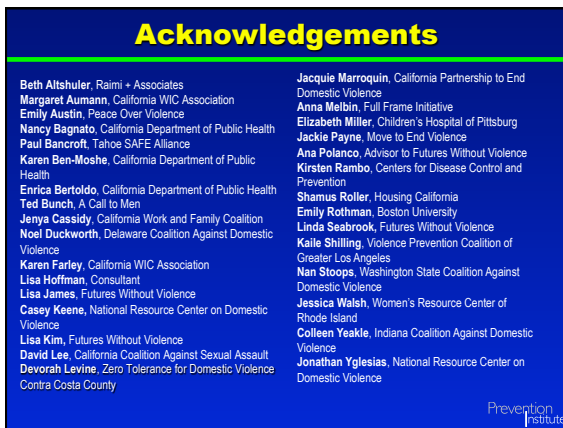 Acknowledgements
Beth Altshuler, Raimi + Associates
Margaret Aumann, California WIC Association
Emily Austin, Peace Over Violence
Nancy Bagnato, California Department of Public Health
Paul Bancroft, Tahoe SAFE Alliance
Karen Ben-Moshe, California Department of Public
Health
Enrica Bertoldo, California Department of Public Health
Ted Bunch, A Call to Men
Jenya Cassidy, California Work and Family Coalition
Noel Duckworth, Delaware Coalition Against Domestic
Violence
Karen Farley, California WIC Association
Lisa Hoffman, Consultant
Lisa James, Futures Without Violence
Casey Keene, National Resource Center on Domestic
Violence
Lisa Kim, Futures Without Violence
David Lee, California Coalition Against Sexual Assault
Devorah Levine, Zero Tolerance for Domestic Violence
Contra Costa County
Jacquie Marroquin, California Partnership to End
Domestic Violence
Anna Melbin, Full Frame Initiative
Elizabeth Miller, Children's Hospital of Pittsburg
Jackie Payne, Move to End Violence
Ana Polanco, Advisor to Futures Without Violence
Kirsten Rambo, Centers for Disease Control and
Prevention
Shamus Roller, Housing California
Emily Rothman, Boston University
Linda Seabrook, Futures Without Violence
Kaile Shilling, Violence Prevention Coalition of
Greater Los Angeles
Nan Stoops, Washington State Coalition Against
Domestic Violence
Jessica Walsh, Women's Resource Center of
Rhode Island
Colleen Yeakle, Indiana Coalition Against Domestic
Violence
Jonathan Yglesias, National Resource Center on
Domestic Violence
Prevention
Institute